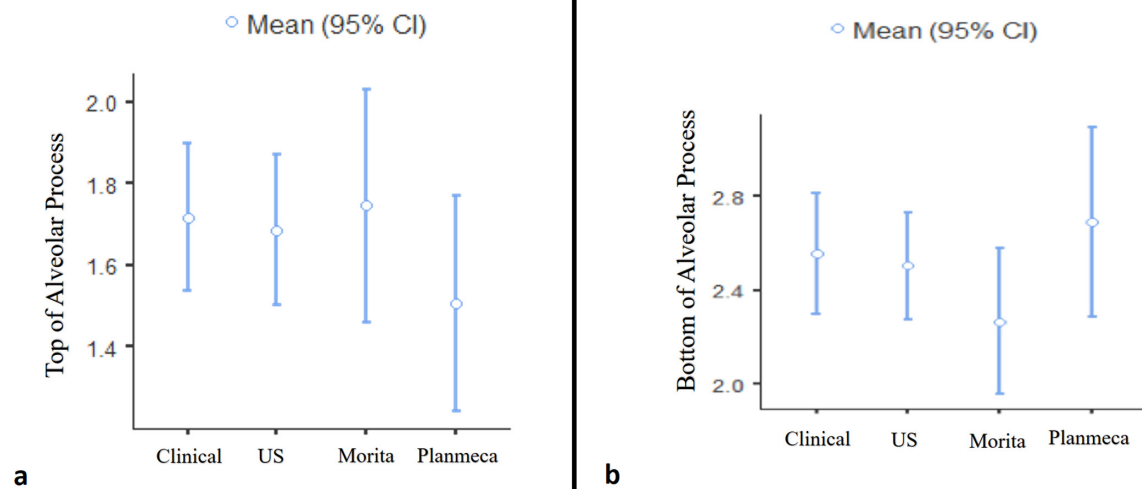 Mean (95% CI)
Top of Alveolar Process
2.0
1.8
1.6
1.4
Clinical US Morita Planmeca
a
Mean (95% CI)
Bottom of Alveolar Process
2.8
2.4
2.0
Clinical US Morita Planmeca
b